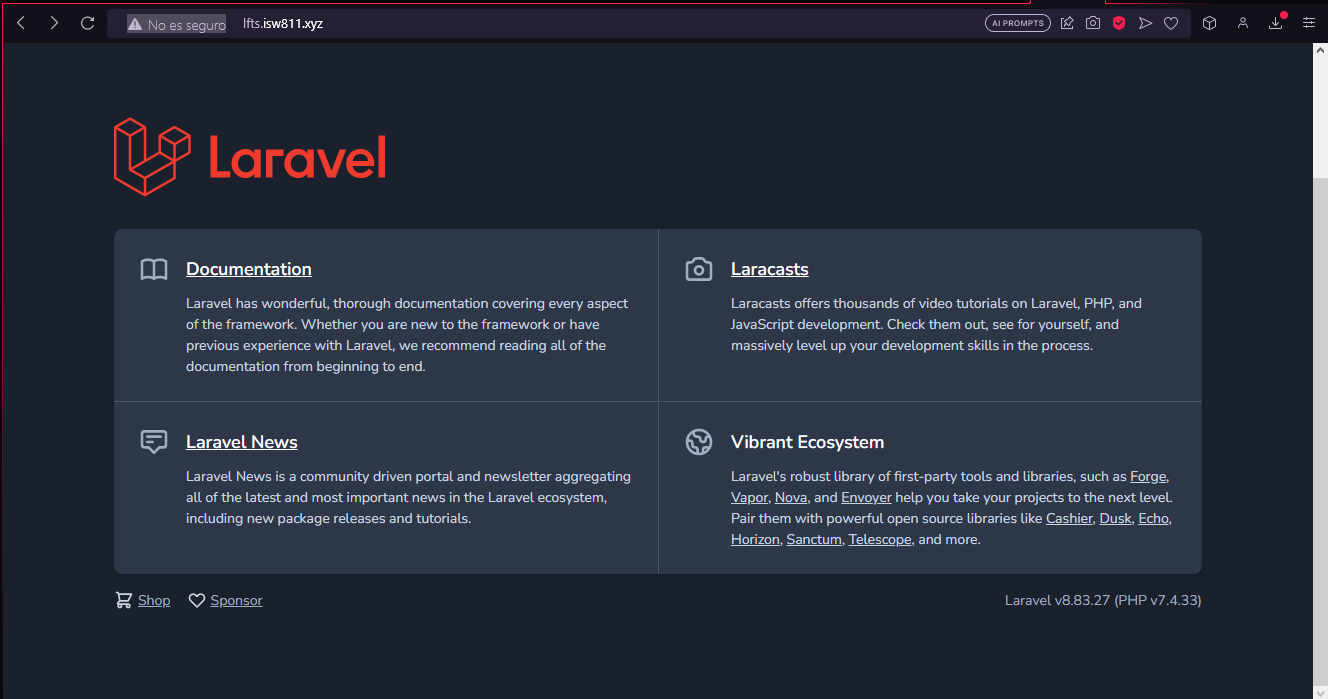 No es seguro lfts.isw811.xyz AI PROMPTS
Laravel
Documentation
Laravel has wonderful, thorough documentation covering every aspect
of the framework. Whether you are new to the framework or have
previous experience with Laravel, we recommend reading all of the
documentation from beginning to end.
Laracasts
Laracasts offers thousands of video tutorials on Laravel, PHP, and
JavaScript development. Check them out, see for yourself, and
massively level up your development skills in the process.
Laravel News
Laravel News is a community driven portal and newsletter aggregating
all of the latest and most important news in the Laravel ecosystem,
including new package releases and tutorials.
Vibrant Ecosystem
Laravel's robust library of first-party tools and libraries, such as Forge,
Vapor, Nova, and Envoyer help you take your projects to the next level.
Pair them with powerful open source libraries like Cashier, Dusk, Echo,
Horizon, Sanctum, Telescope, and more.
Shop Sponsor Laravel v8.83.27 (PHP v7.4.33)